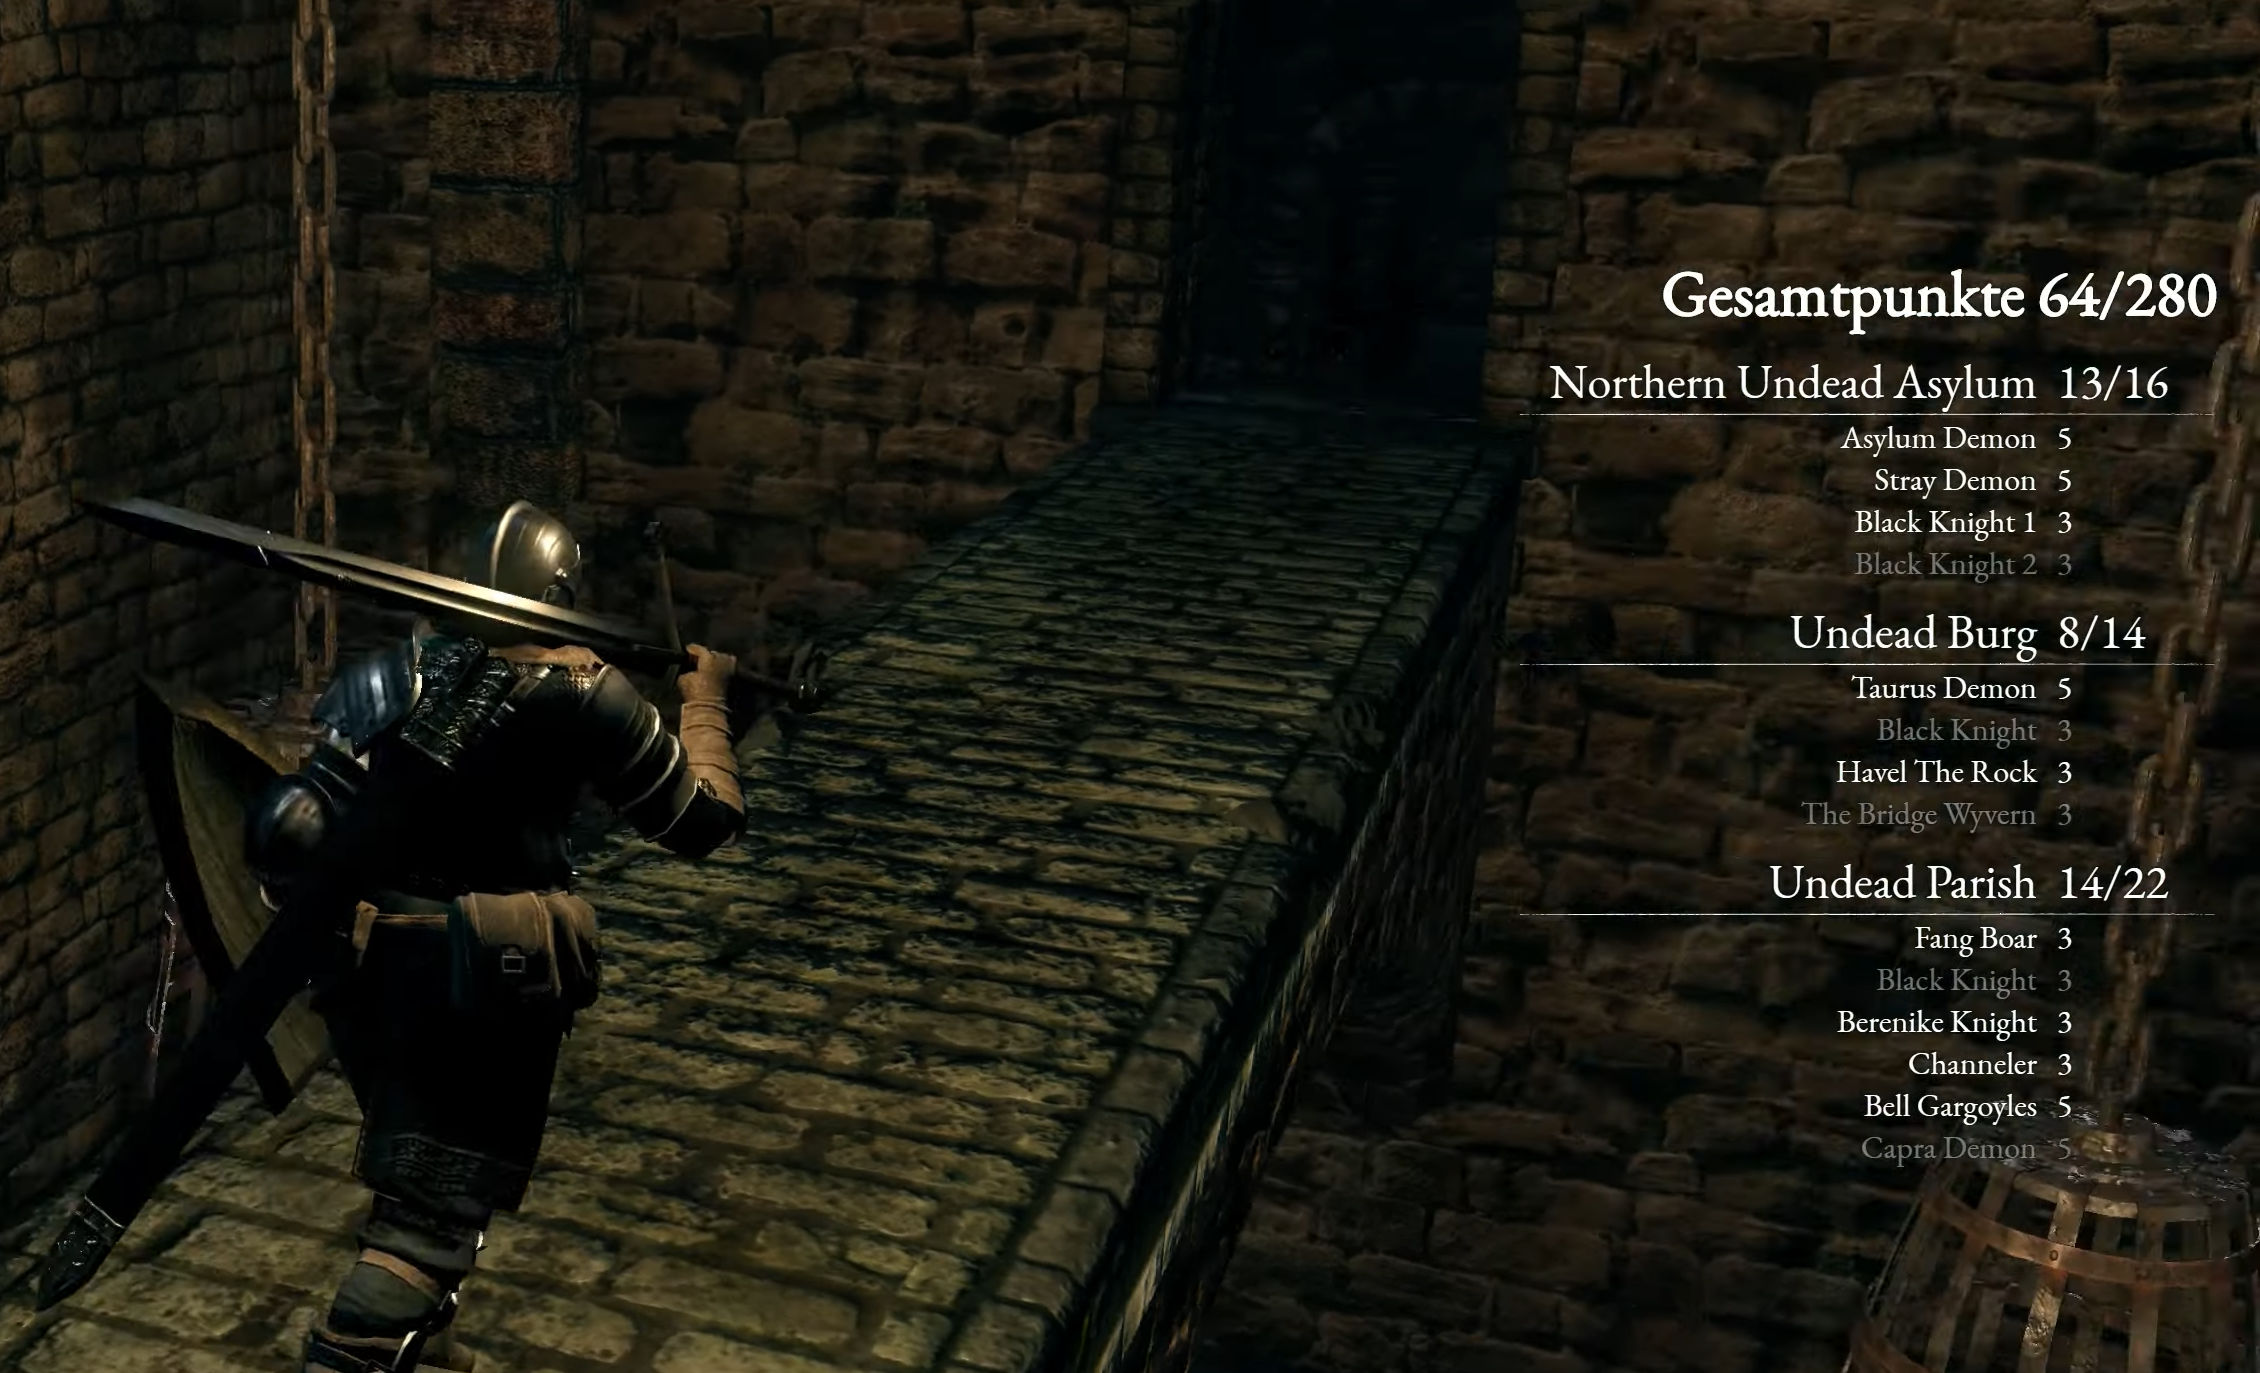 Gesamtpunkte 64/280
Northern Undead Asylum 13/16
Asylum Demon 5
Stray Demon 5
Black Knight 1 3
Black Knight 2 3
Undead Burg 8/14
Taurus Demon 5
Black Knight 3
Havel The Rock 3
The Bridge Wyvern 3
Undead Parish 14/22
Fang Boar 3
Black Knight 3
Berenike Knight 3
Channeler 3
Bell Gargoyles 5
Capra Demon 5